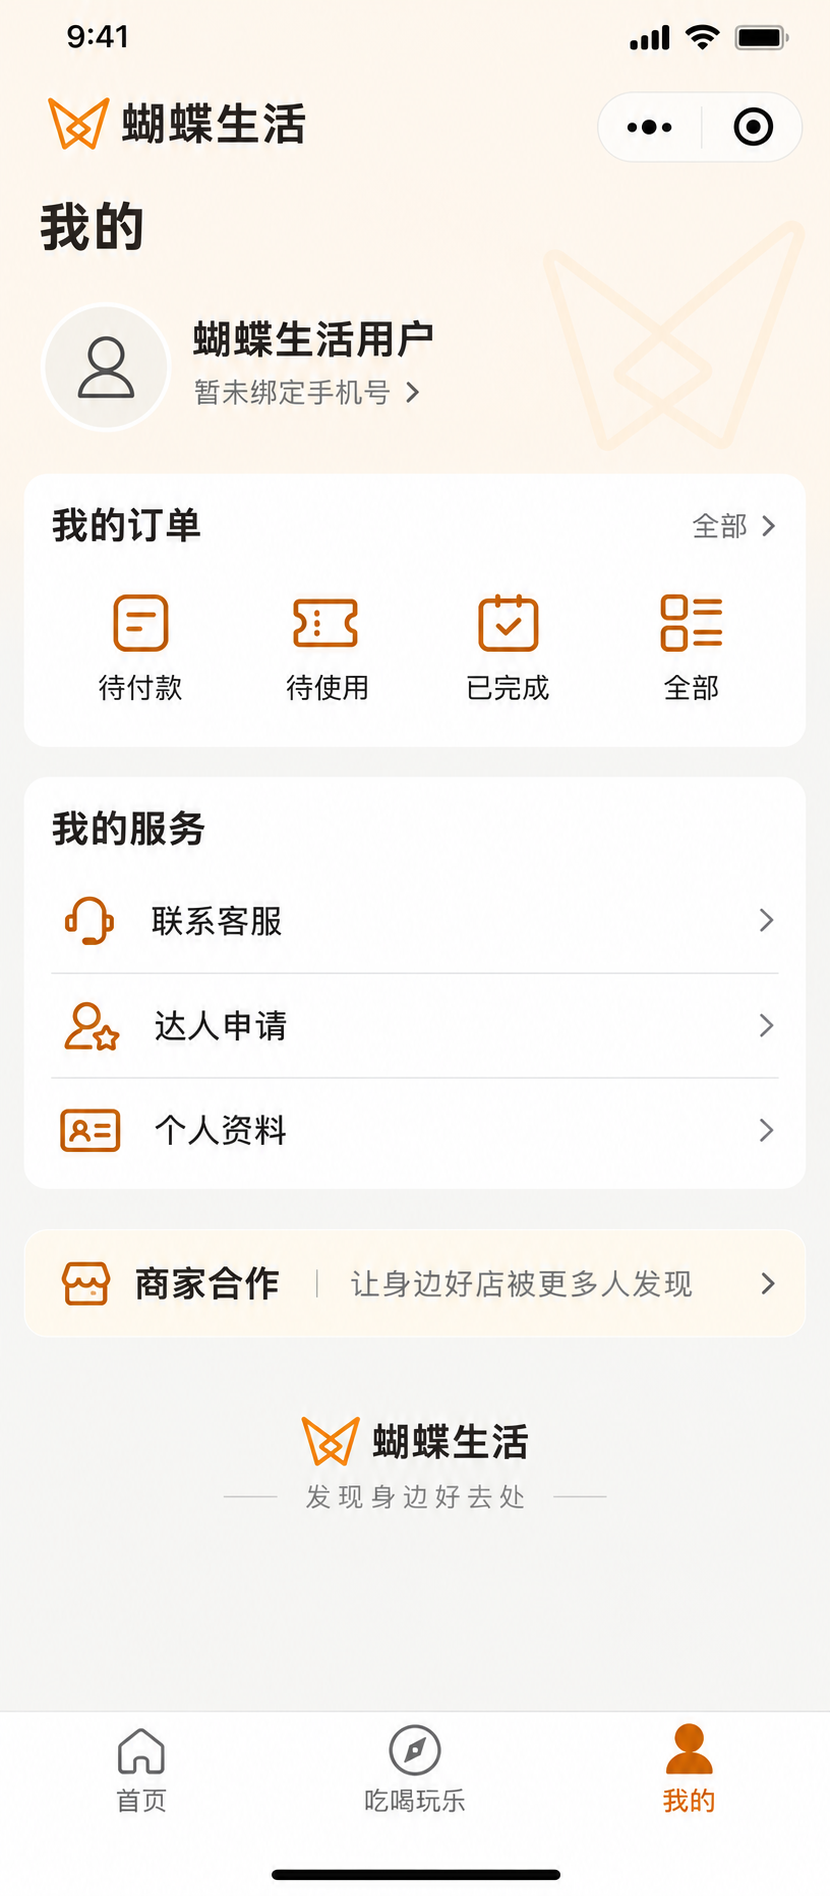 9:41
蝴蝶生活
我的
蝴蝶生活用户
暂未绑定手机号
我的订单
全部
待付款
待使用
已完成
全部
我的服务
联系客服
达人申请
个人资料
商家合作
让身边好店被更多人发现
蝴蝶生活
发现身边好去处
首页
吃喝玩乐
我的